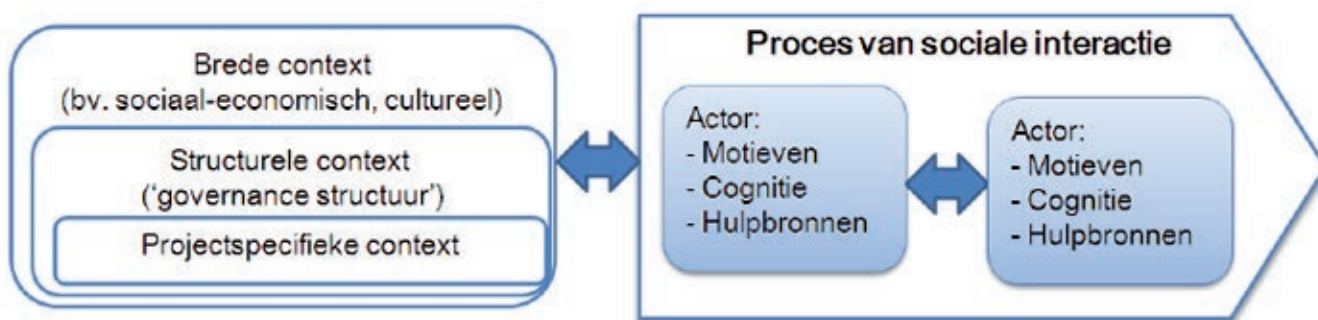 Brede context
(bv. sociaal-economisch, cultureel)
Structurele context
(‘governance structuur’)
Projectspecifieke context
Proces van sociale interactie
Actor:
- Motieven
- Cognitie
- Hulpbronnen
Actor:
- Motieven
- Cognitie
- Hulpbronnen